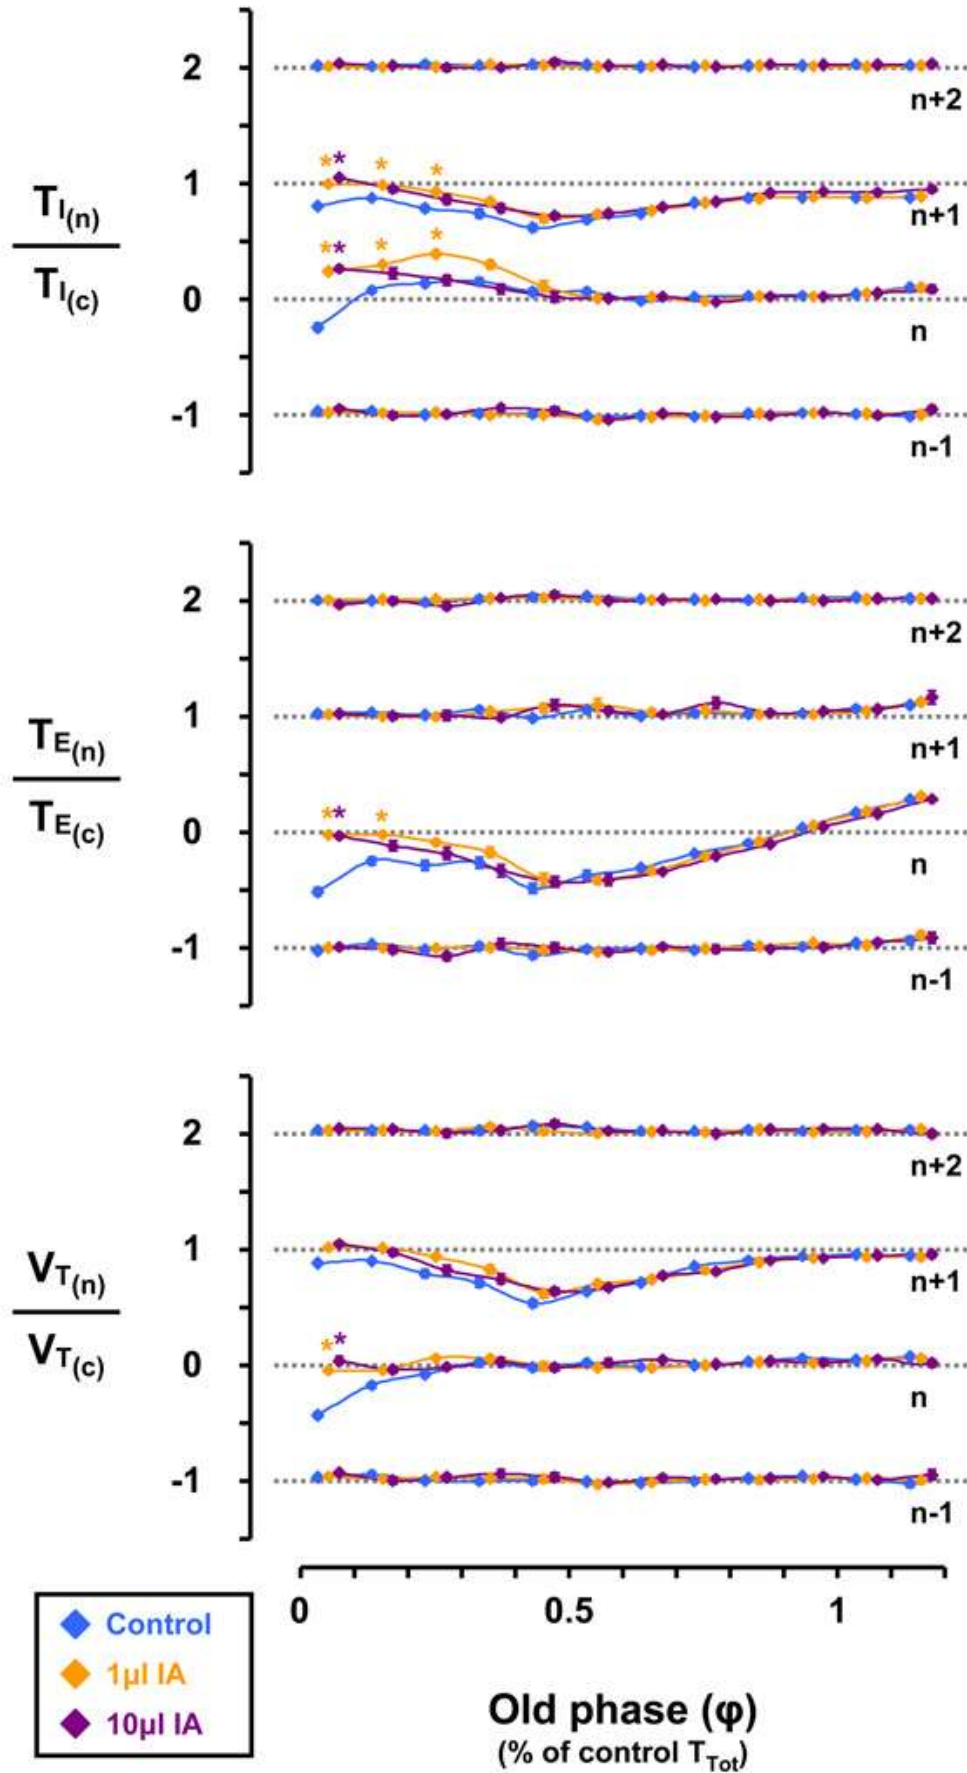 2
n+2
* * * *
1
TI(n)
n+1
* * * *
TI(c)
0
n
-1
n-1
2
n+2
TE(n)
1
n+1
* * *
TE(c)
0
n
-1
n-1
2
n+2
VT(n)
1
n+1
* *
VT(c)
0
n
-1
n-1
0 0.5 1
Control
1µl IA
10µl IA
Old phase (φ)
(% of control TTot)